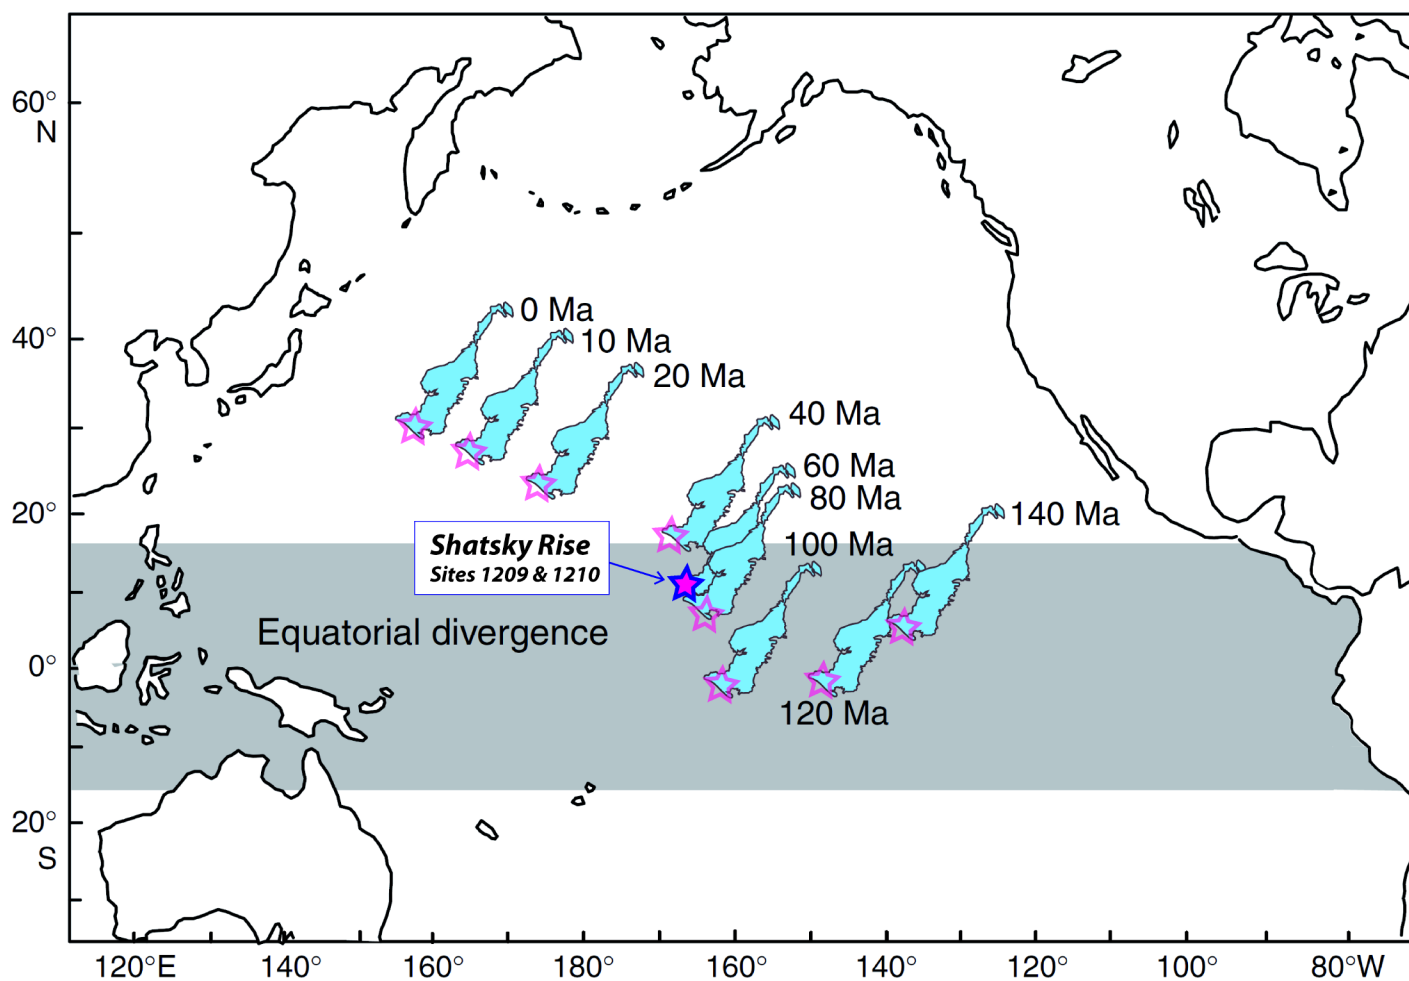 60°
N
40°
20°
0°
20°
S
0 Ma
10 Ma
20 Ma
40 Ma
60 Ma
80 Ma
100 Ma
140 Ma
120 Ma
Shatsky Rise
Sites 1209 & 1210
Equatorial divergence
120°E
140°
160°
180°
160°
140°
120°
100°
80°W